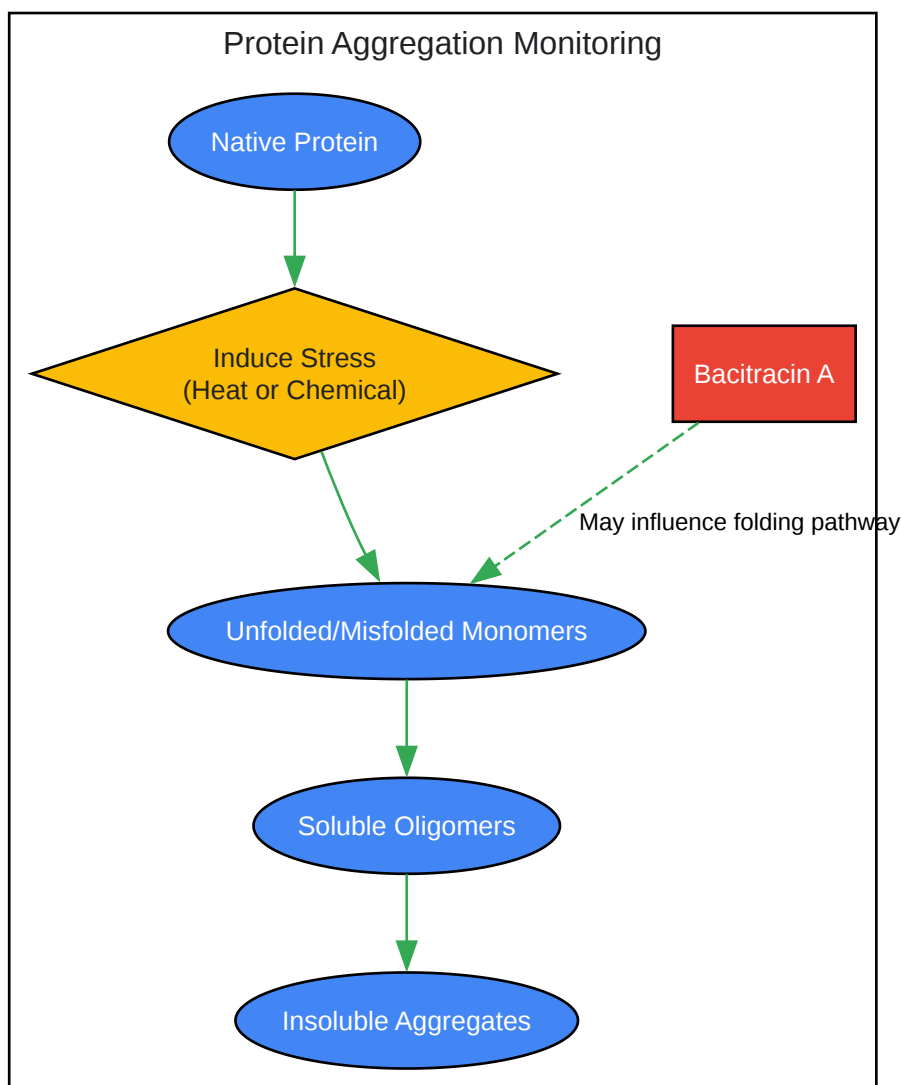 Protein Aggregation Monitoring
Native Protein
Induce Stress
(Heat or Chemical)
Bacitracin A
May influence folding pathway
Unfolded/Misfolded Monomers
Soluble Oligomers
Insoluble Aggregates